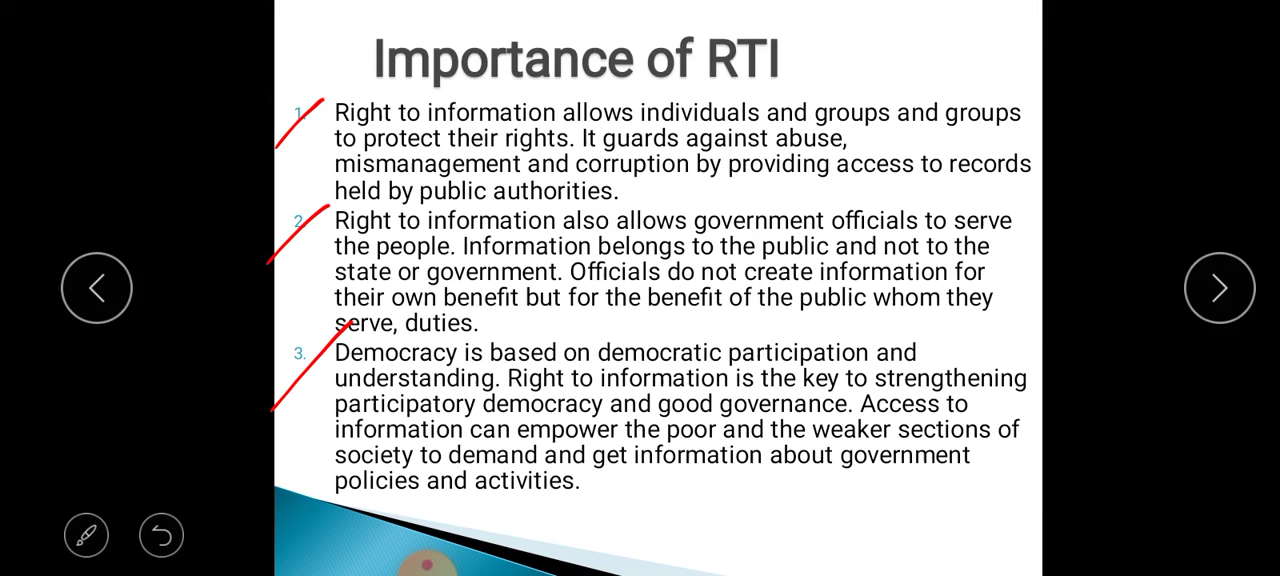 Importance of RTI
1. Right to information allows individuals and groups and groups
to protect their rights. It guards against abuse,
mismanagement and corruption by providing access to records
held by public authorities.
2. Right to information also allows government officials to serve
the people. Information belongs to the public and not to the
state or government. Officials do not create information for
their own benefit but for the benefit of the public whom they
serve, duties.
3. Democracy is based on democratic participation and
understanding. Right to information is the key to strengthening
participatory democracy and good governance. Access to
information can empower the poor and the weaker sections of
society to demand and get information about government
policies and activities.